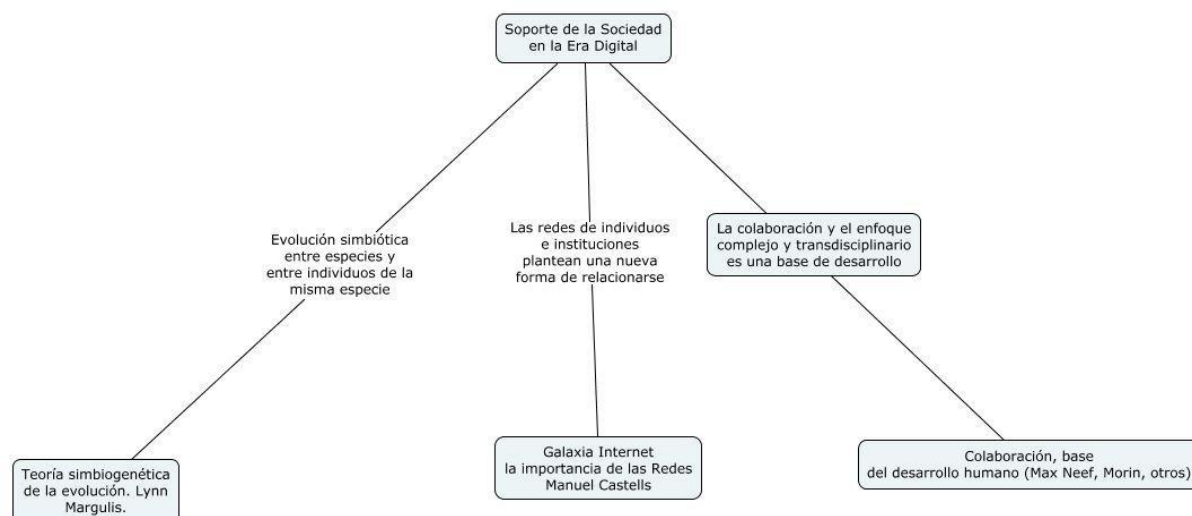 Soporte de la Sociedad
en la Era Digital
Evolución simbiótica
entre especies y
entre individuos de la
misma especie
Las redes de individuos
e instituciones
plantean una nueva
forma de relacionarse
La colaboración y el enfoque
complejo y transdisciplinario
es una base de desarrollo
Teoría simbiogenética
de la evolución. Lynn
Margulis.
Galaxia Internet
la importancia de las Redes
Manuel Castells
Colaboración, base
del desarrollo humano (Max Neef, Morin, otros)